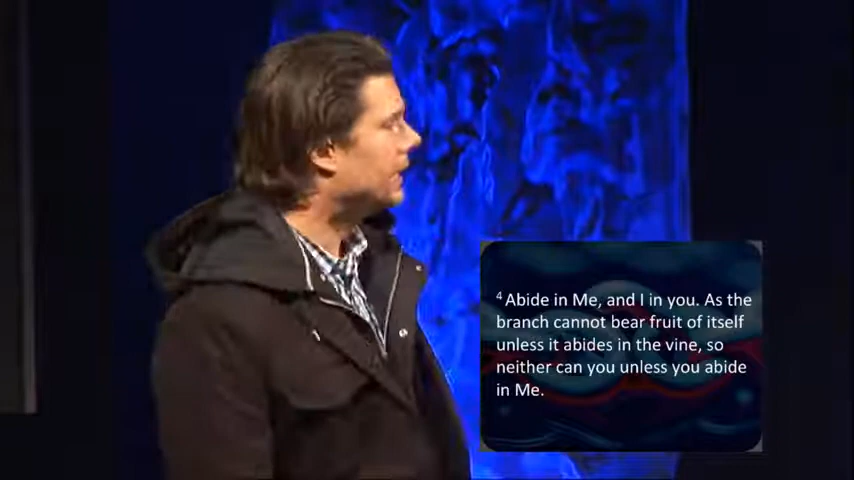 4 Abide in Me, and I in you. As the
branch cannot bear fruit of itself
unless it abides in the vine, so
neither can you unless you abide
in Me.